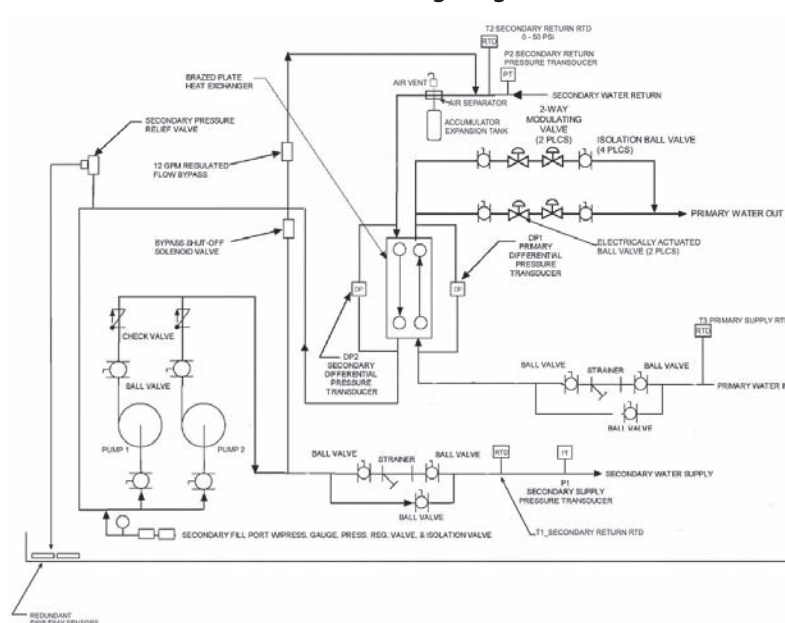 T2 SECONDARY RETURN RTD
0 - 50 PSI
RTD
P2 SECONDARY RETURN
PRESSURE TRANSDUCER
PT
AIR VENT
BRAZED PLATE
HEAT EXCHANGER
SECONDARY WATER RETURN
AIR SEPARATOR
2-WAY
MODULATING
VALVE
(2 PLCS)
ACCUMULATOR
EXPANSION TANK
ISOLATION BALL VALVE
(4 PLCS)
SECONDARY PRESSURE
RELIEF VALVE
12 GPM REGULATED
FLOW BYPASS
PRIMARY WATER OUT
BYPASS SHUT-OFF
SOLENOID VALVE
DP1
PRIMARY
DIFFERENTIAL
PRESSURE
TRANSDUCER
ELECTRICALLY ACTUATED
BALL VALVE (2 PLCS)
DP
DP
T3 PRIMARY SUPPLY RT
RTD
CHECK VALVE
DP2
SECONDARY
DIFFERENTIAL
PRESSURE
TRANSDUCER
BALL VALVE
STRAINER
BALL VALVE
BALL VALVE
PRIMARY WATER I
BALL VALVE
PUMP 1
PUMP 2
BALL VALVE
STRAINER
BALL VALVE
RTD
PT
SECONDARY WATER SUPPLY
P1
SECONDARY SUPPLY
PRESSURE TRANSDUCER
BALL VALVE
T1_SECONDARY RETURN RTD
SECONDARY FILL PORT W/PRESS. GAUGE, PRESS. REG. VALVE, & ISOLATION VALVE
REDUNDANT